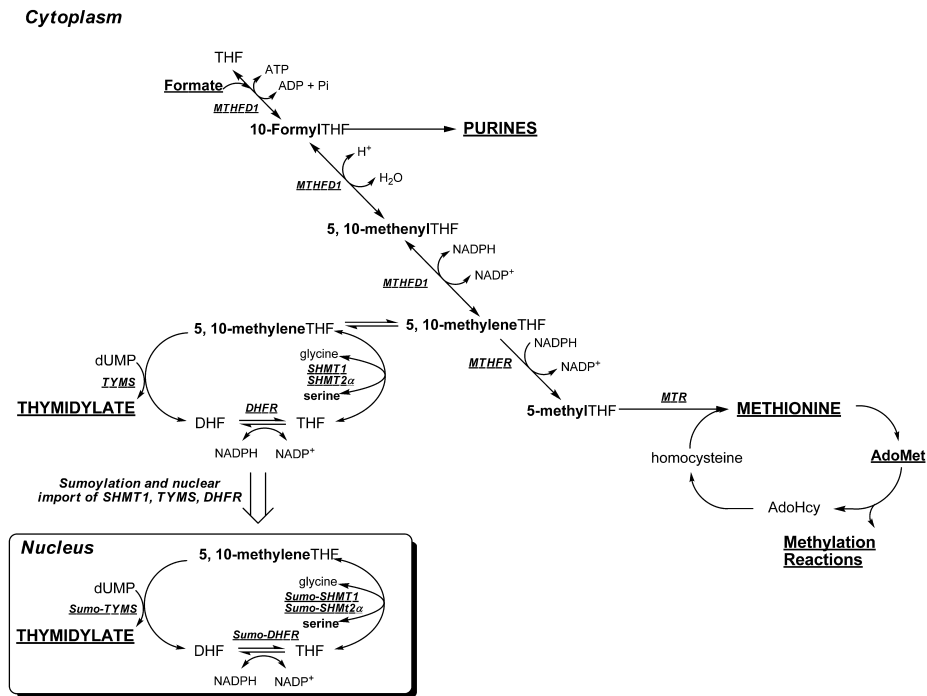 Cytoplasm
THF
ATP
Formate
ADP + Pi
MTHFD1
10-FormylTHF
PURINES
H+
MTHFD1
H2O
5, 10-methenylTHF
NADPH
MTHFD1
NADP+
5, 10-methyleneTHF
5, 10-methyleneTHF
NADPH
MTHFR
NADP+
dUMP
glycine
SHMT1
SHMT2α
serine
TYMS
THYMIDYLATE
DHFR
DHF
THF
NADPH
NADP+
5-methylTHF
MTR
METHIONINE
homocysteine
AdoMet
AdoHcy
Methylation
Reactions
Sumoylation and nuclear
import of SHMT1, TYMS, DHFR
Nucleus
5, 10-methyleneTHF
dUMP
glycine
Sumo-SHMT1
Sumo-SHMt2α
serine
Sumo-TYMS
THYMIDYLATE
Sumo-DHFR
DHF
THF
NADPH
NADP+